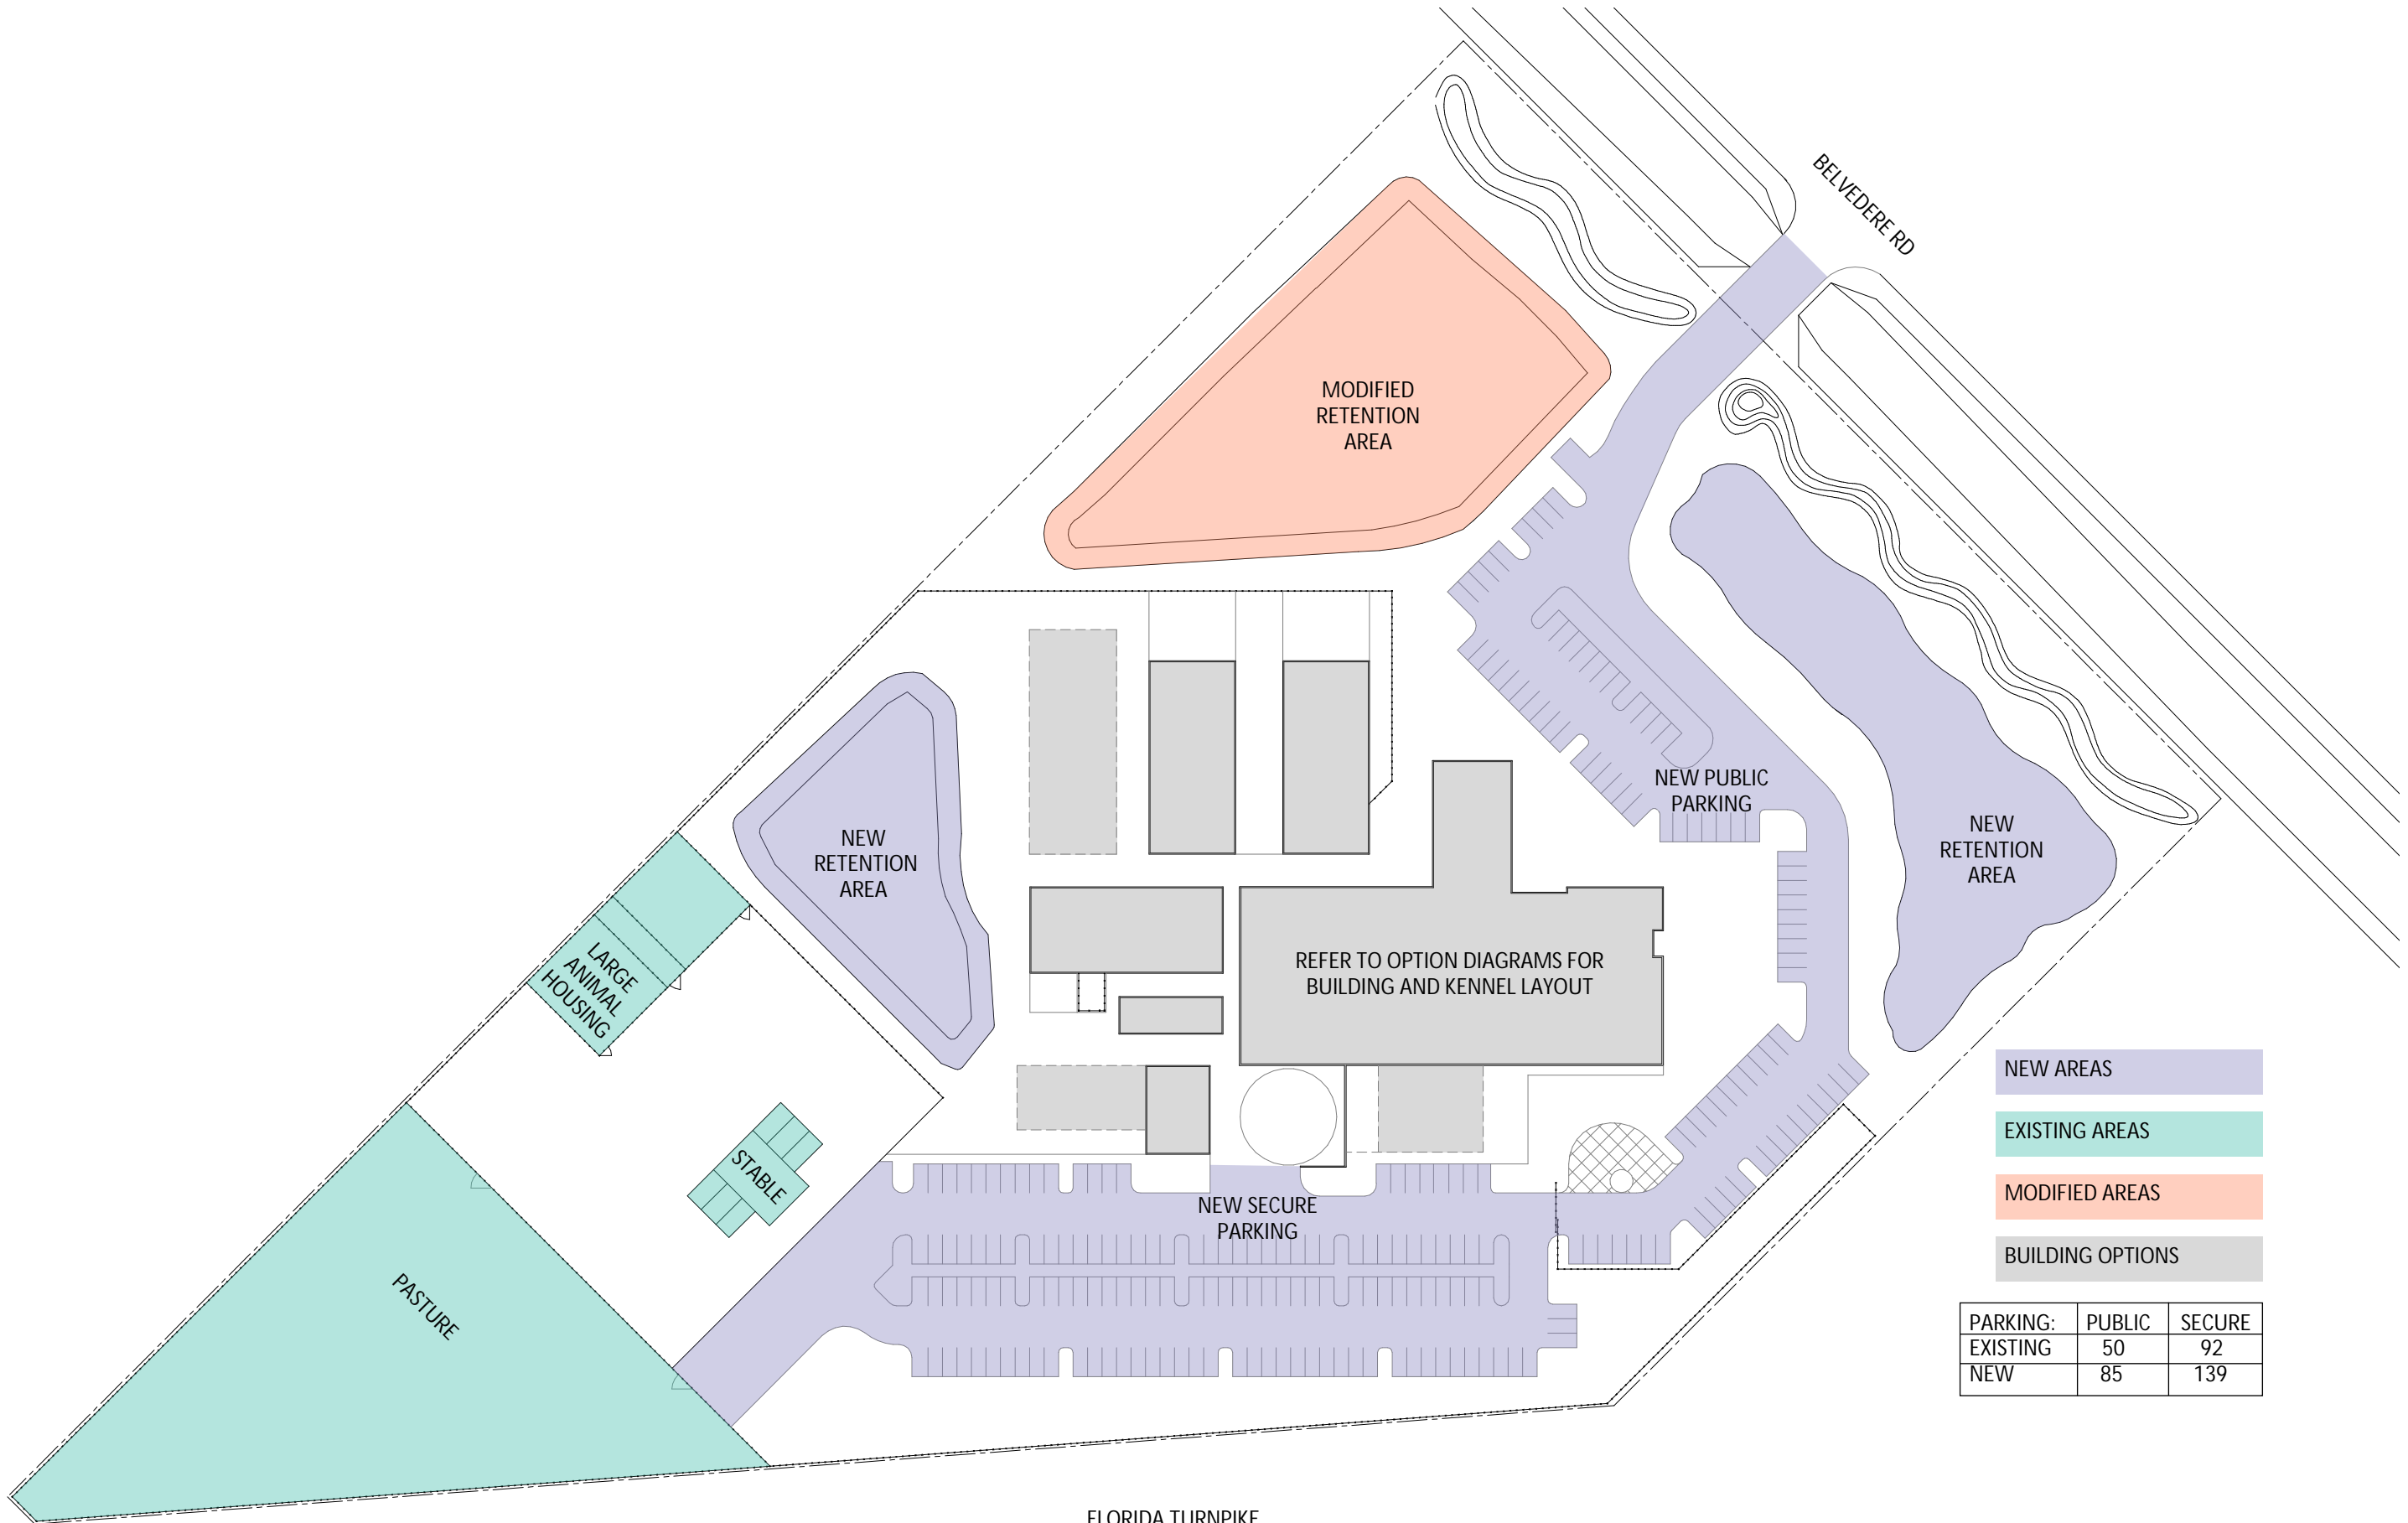 BELVEDERE RD
MODIFIED
RETENTION
AREA
NEW PUBLIC
PARKING
NEW
RETENTION
AREA
NEW
RETENTION
AREA
LARGE
ANIMAL
HOUSING
REFER TO OPTION DIAGRAMS FOR
BUILDING AND KENNEL LAYOUT
STABLE
NEW SECURE
PARKING
PASTURE
NEW AREAS
EXISTING AREAS
MODIFIED AREAS
BUILDING OPTIONS
PARKING: PUBLIC SECURE
EXISTING 50 92
NEW 85 139
FLORIDA TURNPIKE